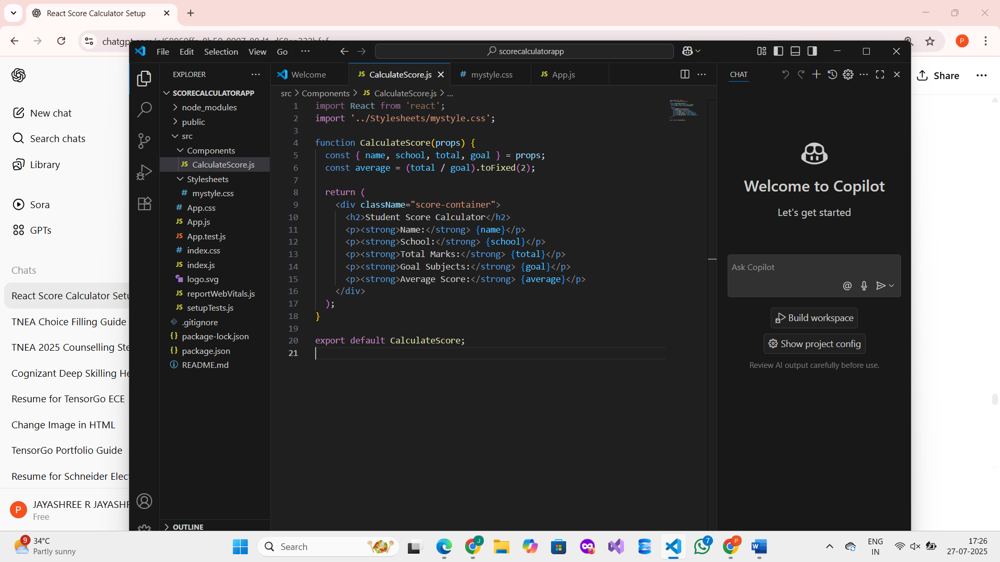 React Score Calculator Setup
File Edit Selection View Go
scorecalculatorapp
Share
EXPLORER
Welcome
CalculateScore.js
mystyle.css
App.js
CHAT
SCORECALCULATORAPP
src > Components > JS CalculateScore.js > ...
New chat
Search chats
Library
Sora
GPTs
Chats
React Score Calculator
TNEA Choice Filling Guide
TNEA 2025 Counselling
Cognizant Deep Skilling
Resume for TensorGo ECE
Change Image in HTML
TensorGo Portfolio Guide
Resume for Schneider
P
JAYASHREE R
Free
node_modules
public
src
Components
JS CalculateScore.js
Stylesheets
# mystyle.css
# App.css
JS App.js
JS App.test.js
# index.css
JS index.js
logo.svg
JS reportWebVitals.js
JS setupTests.js
.gitignore
{} package-lock.json
{} package.json
README.md
OUTLINE
1 import React from 'react';
2 import '../Stylesheets/mystyle.css';
3
4 function CalculateScore(props) {
5 const { name, school, total, goal } = props;
6 const average = (total / goal).toFixed(2);
7
8 return (
9 <div className="score-container">
10 <h2>Student Score Calculator</h2>
11 <p><strong>Name:</strong> {name}</p>
12 <p><strong>School:</strong> {school}</p>
13 <p><strong>Total Marks:</strong> {total}</p>
14 <p><strong>Goal Subjects:</strong> {goal}</p>
15 <p><strong>Average Score:</strong> {average}</p>
16 </div>
17 );
18 }
19
20 export default CalculateScore;
21
Welcome to Copilot
Let's get started
Ask Copilot
Build workspace
Show project config
Review AI output carefully before use.
9
34°C
Partly sunny
Search
7
ENG
IN
17:26
27-07-2025